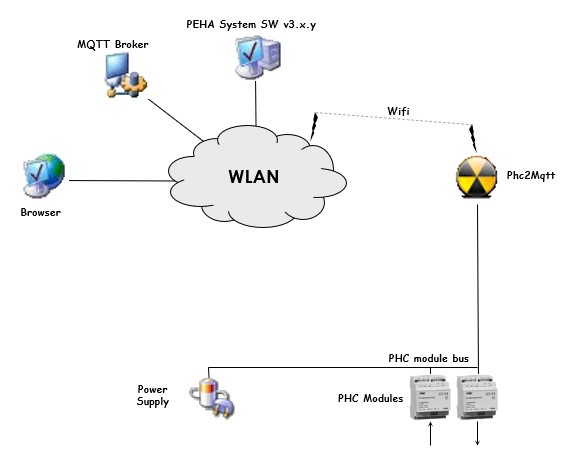 PEHA System SW v3.x.y
MQTT Broker
Wifi
WLAN
Phc2Mqtt
Browser
PHC module bus
Power
Supply
PHC Modules